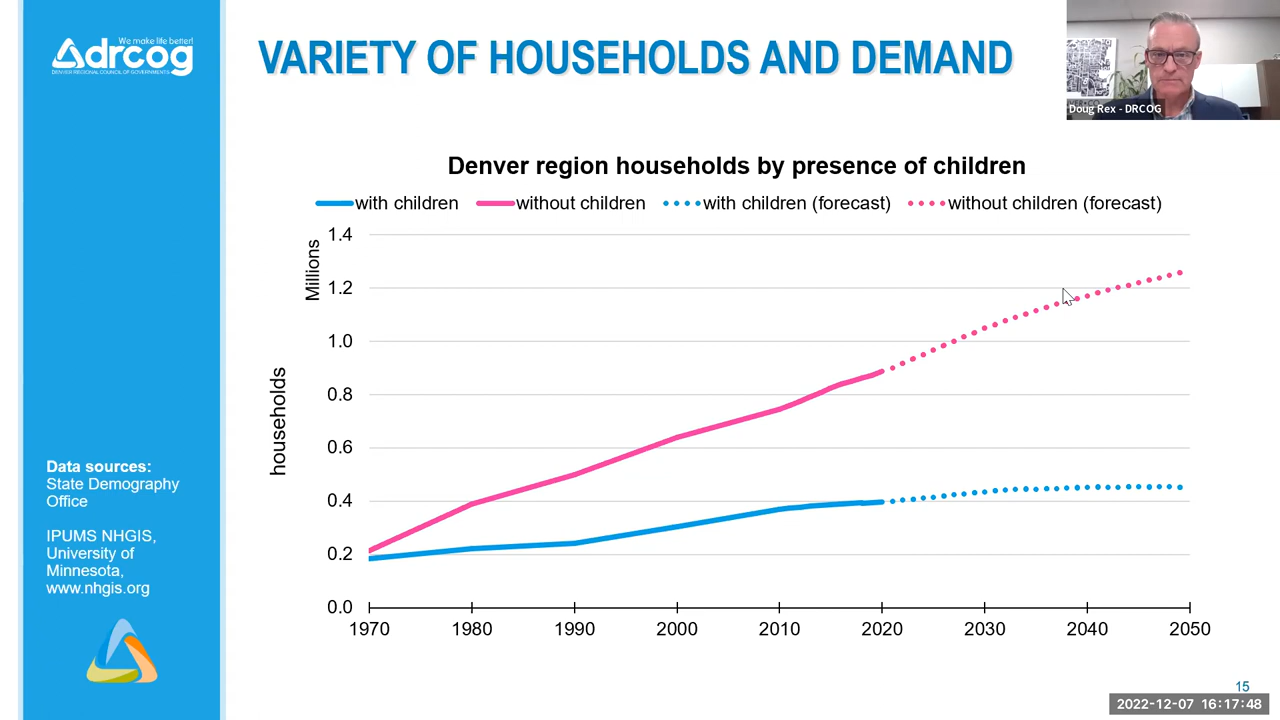 We make life better!
drcog
DENVER REGIONAL COUNCIL OF GOVERNMENTS
VARIETY OF HOUSEHOLDS AND DEMAND
Doug Rex - DRCOG
Denver region households by presence of children
with children without children with children (forecast) without children (forecast)
Millions
households
1.4
1.2
1.0
0.8
0.6
0.4
0.2
0.0
1970 1980 1990 2000 2010 2020 2030 2040 2050
Data sources:
State Demography
Office
IPUMS NHGIS,
University of
Minnesota,
www.nhgis.org
15
2022-12-07 16:17:48